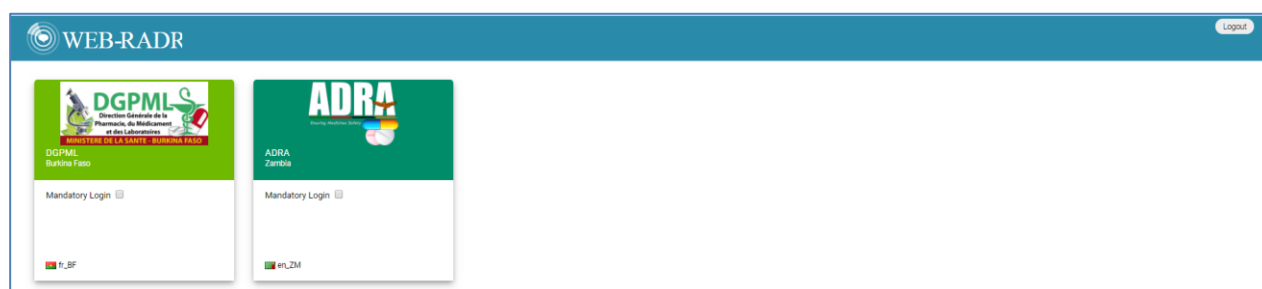 WEB-RADR
Logout
DGPML
Direction Générale de la
Pharmacie, du Médicament
et des Laboratoires
MINISTERE DE LA SANTE - BURKINA FASO
DGPML
Burkina Faso
Mandatory Login
fr_BF
ADRA
ADRA
Zambia
Mandatory Login
en_ZM